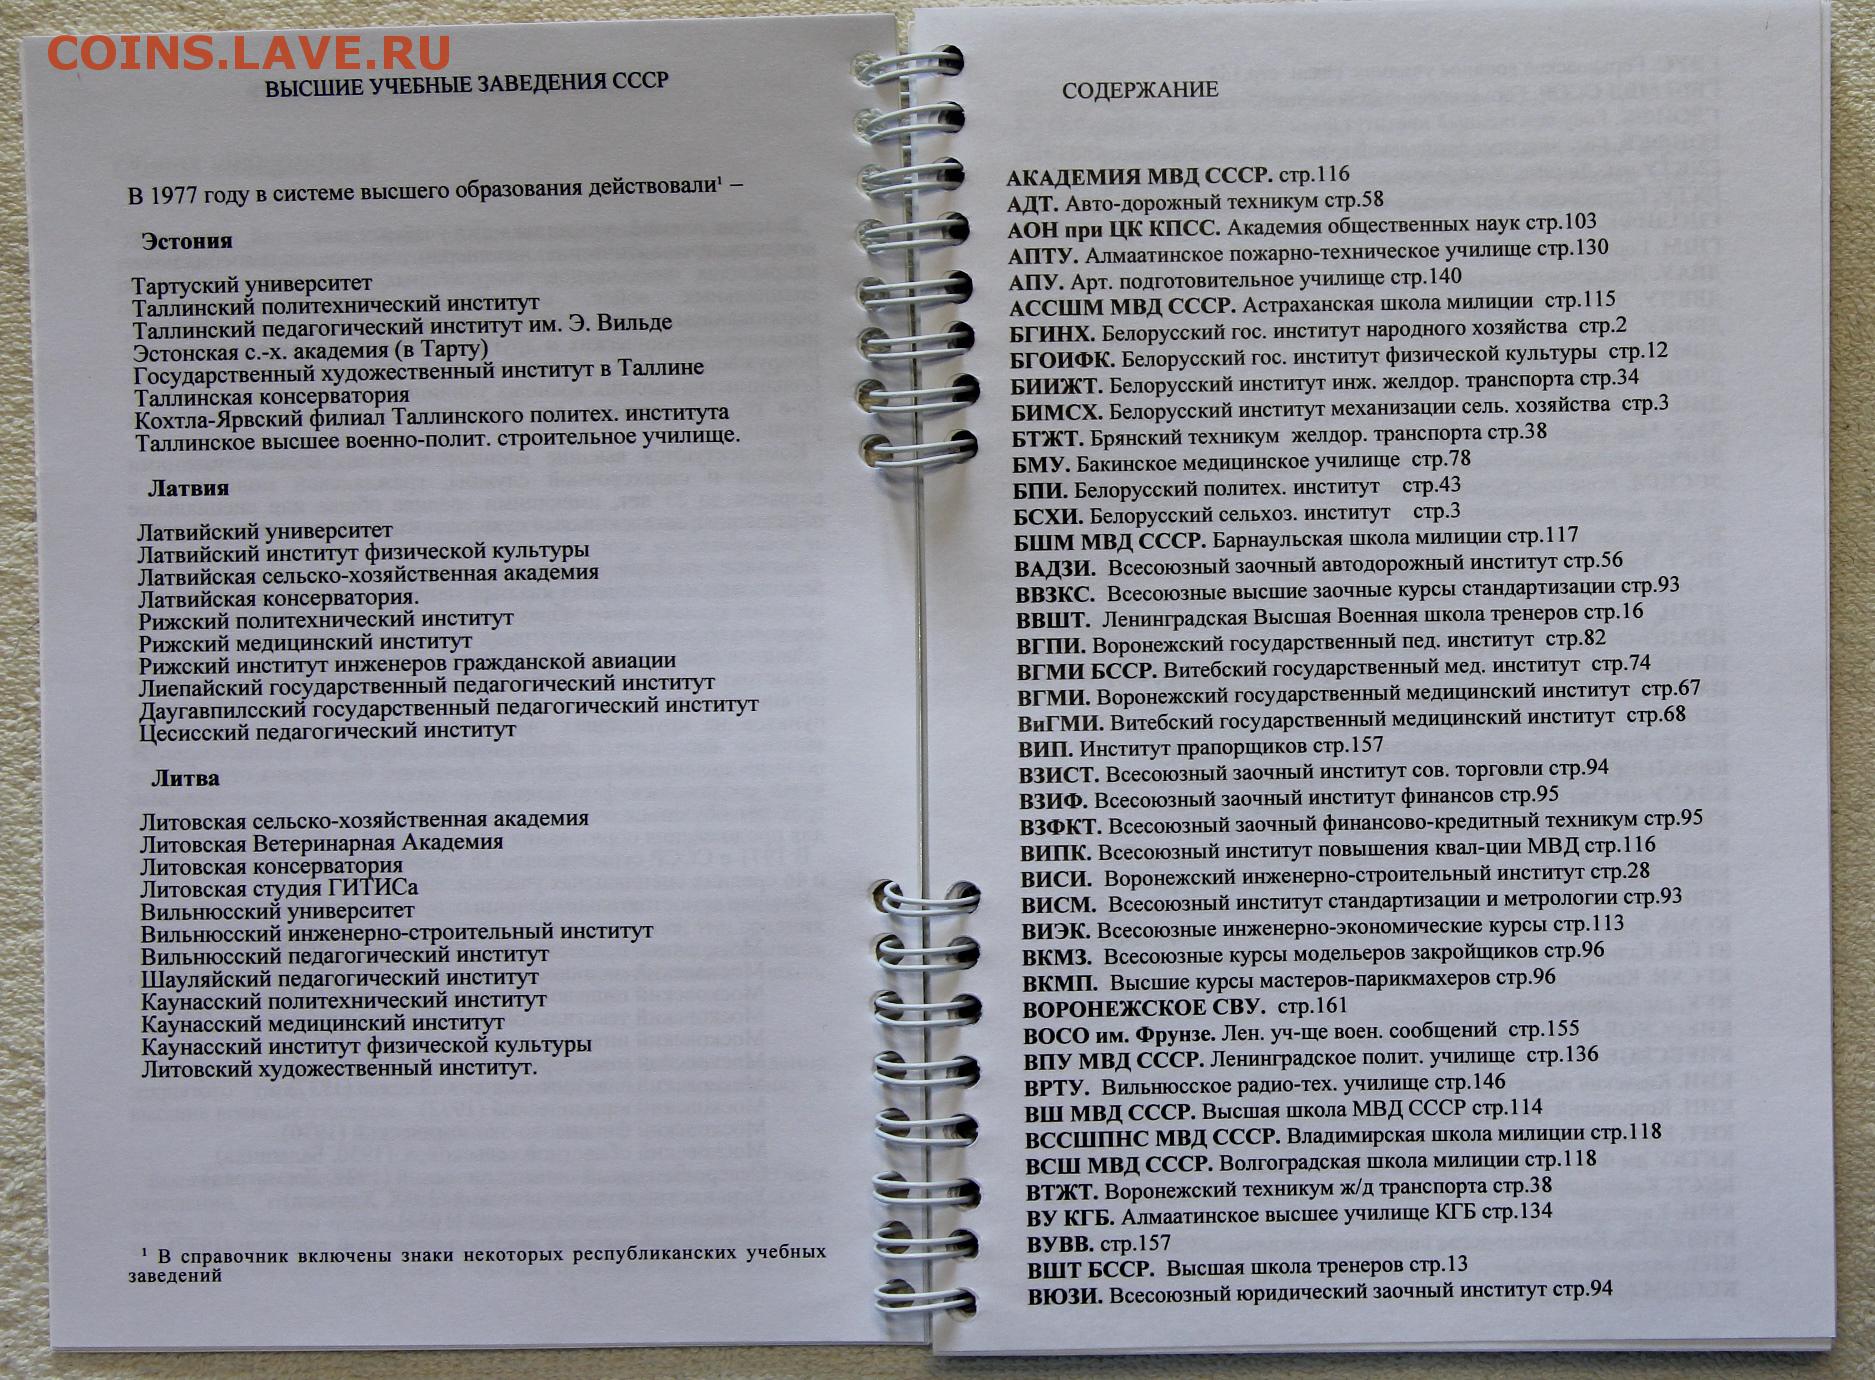 COINS.LAVE.RU
ВЫСШИЕ УЧЕБНЫЕ ЗАВЕДЕНИЯ СССР
В 1977 году в системе высшего образования действовали¹ –
Эстония
Тартуский университет
Таллинский политехнический институт
Таллинский педагогический институт им. Э. Вильде
Эстонская с.-х. академия (в Тарту)
Государственный художественный институт в Таллине
Таллинская консерватория
Кохтла-Ярвский филиал Таллинского политех. института
Таллинское высшее военно-полит. строительное училище.
Латвия
Латвийский университет
Латвийский институт физической культуры
Латвийская сельско-хозяйственная академия
Латвийская консерватория.
Рижский политехнический институт
Рижский медицинский институт
Рижский институт инженеров гражданской авиации
Лиепайский государственный педагогический институт
Даугавпилсский государственный педагогический институт
Цесисский педагогический институт
Литва
Литовская сельско-хозяйственная академия
Литовская Ветеринарная Академия
Литовская консерватория
Литовская студия ГИТИСа
Вильнюсский университет
Вильнюсский инженерно-строительный институт
Вильнюсский педагогический институт
Шауляйский педагогический институт
Каунасский политехнический институт
Каунасский медицинский институт
Каунасский институт физической культуры
Литовский художественный институт.
¹ В справочник включены знаки некоторых республиканских учебных
заведений
СОДЕРЖАНИЕ
АКАДЕМИЯ МВД СССР. стр.116
АДТ. Авто-дорожный техникум стр.58
АОН при ЦК КПСС. Академия общественных наук стр.103
АПТУ. Алмаатинское пожарно-техническое училище стр.130
АПУ. Арт. подготовительное училище стр.140
АССШМ МВД СССР. Астраханская школа милиции стр.115
БГИНХ. Белорусский гос. институт народного хозяйства стр.2
БГОИФК. Белорусский гос. институт физической культуры стр.12
БИИЖТ. Белорусский институт инж. желдор. транспорта стр.34
БИМСХ. Белорусский институт механизации сель. хозяйства стр.3
БТЖТ. Брянский техникум желдор. транспорта стр.38
БМУ. Бакинское медицинское училище стр.78
БПИ. Белорусский политех. институт стр.43
БСХИ. Белорусский сельхоз. институт стр.3
БШМ МВД СССР. Барнаульская школа милиции стр.117
ВАДЗИ. Всесоюзный заочный автодорожный институт стр.56
ВВЗКС. Всесоюзные высшие заочные курсы стандартизации стр.93
ВВШТ. Ленинградская Высшая Военная школа тренеров стр.16
ВГПИ. Воронежский государственный пед. институт стр.82
ВГМИ БССР. Витебский государственный мед. институт стр.74
ВГМИ. Воронежский государственный медицинский институт стр.67
ВиГМИ. Витебский государственный медицинский институт стр.68
ВИП. Институт прапорщиков стр.157
ВЗИСТ. Всесоюзный заочный институт сов. торговли стр.94
ВЗИФ. Всесоюзный заочный институт финансов стр.95
ВЗФКТ. Всесоюзный заочный финансово-кредитный техникум стр.95
ВИПК. Всесоюзный институт повышения квал-ции МВД стр.116
ВИСИ. Воронежский инженерно-строительный институт стр.28
ВИСМ. Всесоюзный институт стандартизации и метрологии стр.93
ВИЭК. Всесоюзные инженерно-экономические курсы стр.113
ВКМЗ. Всесоюзные курсы модельеров закройщиков стр.96
ВКМП. Высшие курсы мастеров-парикмахеров стр.96
ВОРОНЕЖСКОЕ СВУ. стр.161
ВОСО им. Фрунзе. Лен. уч-ще воен. сообщений стр.155
ВПУ МВД СССР. Ленинградское полит. училище стр.136
ВРТУ. Вильнюсское радио-тех. училище стр.146
ВШ МВД СССР. Высшая школа МВД СССР стр.114
ВССШПНС МВД СССР. Владимирская школа милиции стр.118
ВСШ МВД СССР. Волгоградская школа милиции стр.118
ВТЖТ. Воронежский техникум ж/д транспорта стр.38
ВУ КГБ. Алмаатинское высшее училище КГБ стр.134
ВУВВ. стр.157
ВШТ БССР. Высшая школа тренеров стр.13
ВЮЗИ. Всесоюзный юридический заочный институт стр.94